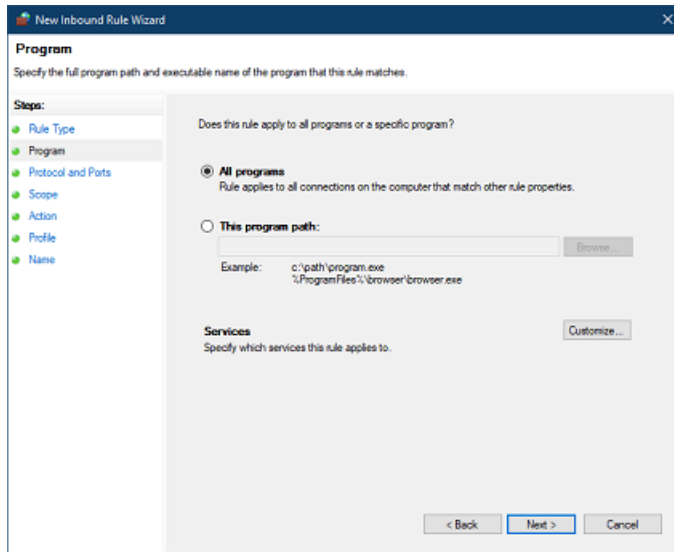 New Inbound Rule Wizard
Program
Specify the full program path and executable name of the program that this rule matches.
Steps:
Rule Type
Program
Protocol and Ports
Scope
Action
Profile
Name
Does this rule apply to all programs or a specific program?
All programs
Rule applies to all connections on the computer that match other rule properties.
This program path:
Browse...
Example: c:\path\program.exe
%ProgramFiles%\browser\browser.exe
Services
Customize...
Specify which services this rule applies to.
< Back Next > Cancel